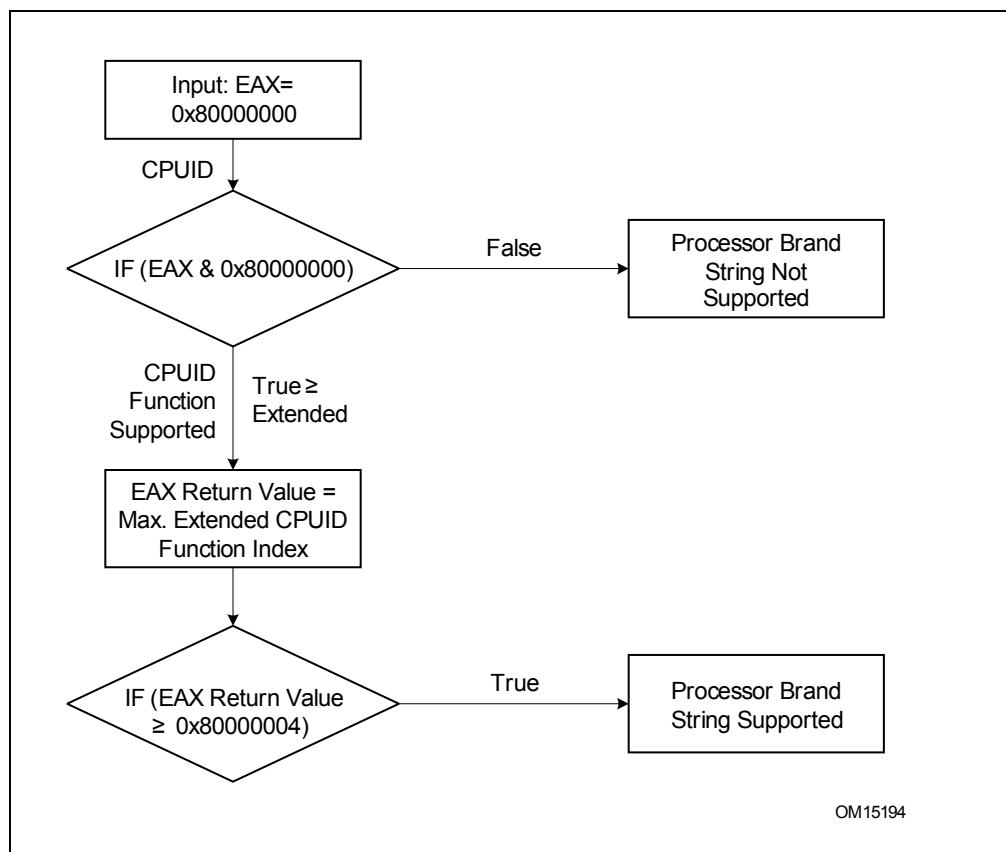 Input: EAX=
0x80000000
CPUID
IF (EAX & 0x80000000)
False
Processor Brand
String Not
Supported
CPUID
Function
Supported
True ≥
Extended
EAX Return Value =
Max. Extended CPUID
Function Index
IF (EAX Return Value
≥ 0x80000004)
True
Processor Brand
String Supported
OM15194